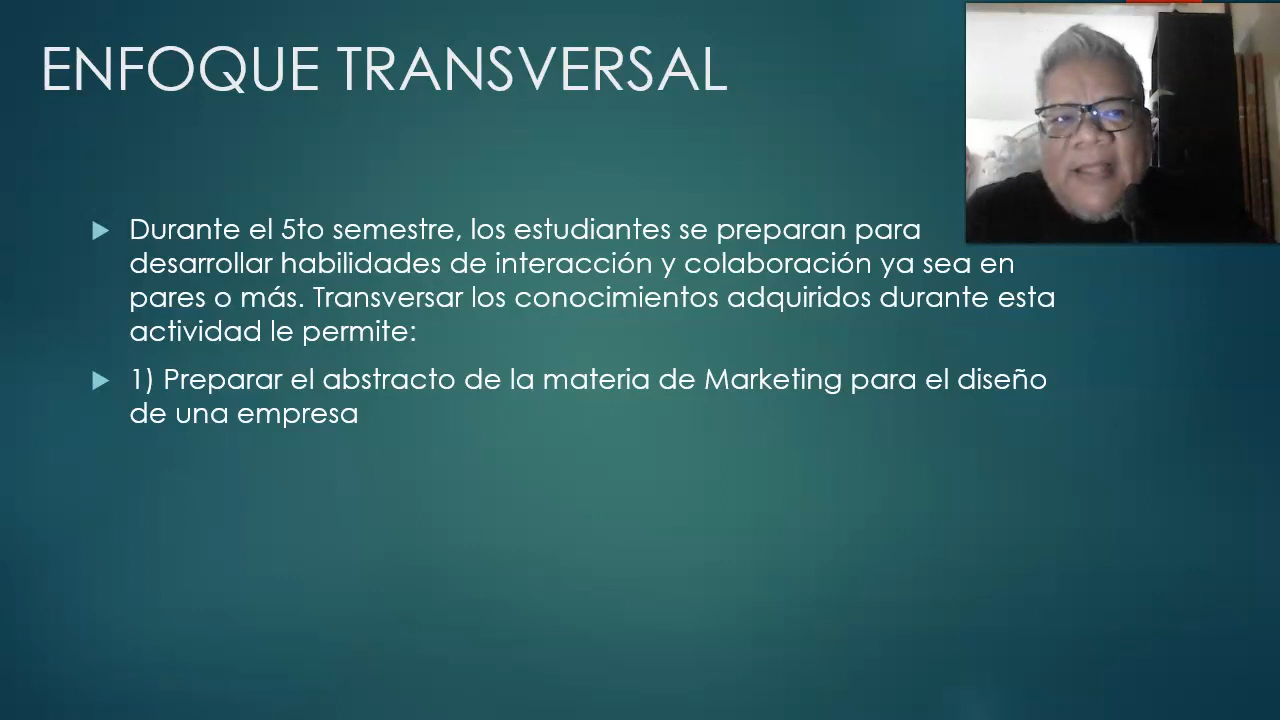 ENFOQUE TRANSVERSAL
Durante el 5to semestre, los estudiantes se preparan para
desarrollar habilidades de interacción y colaboración ya sea en
pares o más. Transversar los conocimientos adquiridos durante esta
actividad le permite:
1) Preparar el abstracto de la materia de Marketing para el diseño
de una empresa